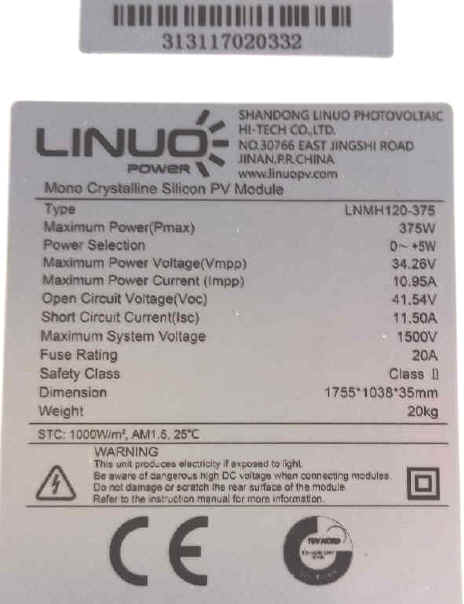 313117020332
LINUO
POWER
SHANDONG LINUO PHOTOVOLTAIC
HI-TECH CO.,LTD.
NO.30766 EAST JINGSHI ROAD
JINAN.P.R.CHINA
www.linuopv.com
Mono Crystalline Silicon PV Module
Type LNMH120-375
Maximum Power(Pmax) 375W
Power Selection 0~ +5W
Maximum Power Voltage(Vmpp) 34.26V
Maximum Power Current (Impp) 10.95A
Open Circuit Voltage(Voc) 41.54V
Short Circuit Current(Isc) 11.50A
Maximum System Voltage 1500V
Fuse Rating 20A
Safety Class Class II
Dimension 1755*1038*35mm
Weight 20kg
STC: 1000W/m², AM1.5, 25℃
WARNING
This unit produces electricity if exposed to light.
Be aware of dangerous high DC voltage when connecting modules.
Do not damage or scratch the rear surface of the module.
Refer to the instruction manual for more information.
CE
TUV NORD